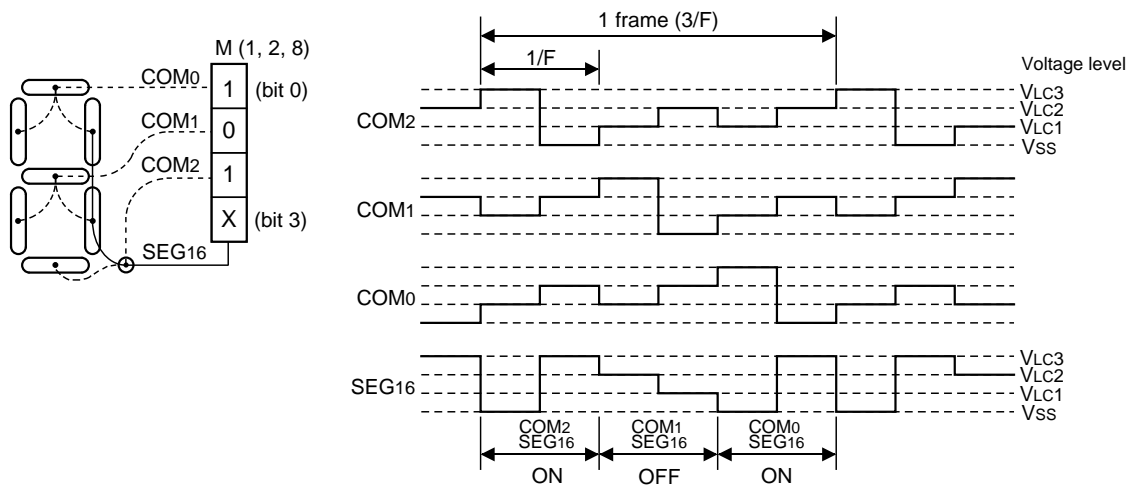 M (1, 2, 8)
COM0
1
(bit 0)
COM1
0
COM2
1
X
(bit 3)
SEG16
1 frame (3/F)
1/F
Voltage level
COM2
VLC3
VLC2
VLC1
VSS
COM1
COM0
SEG16
VLC3
VLC2
VLC1
VSS
COM2 COM1 COM0
SEG16 SEG16 SEG16
ON OFF ON